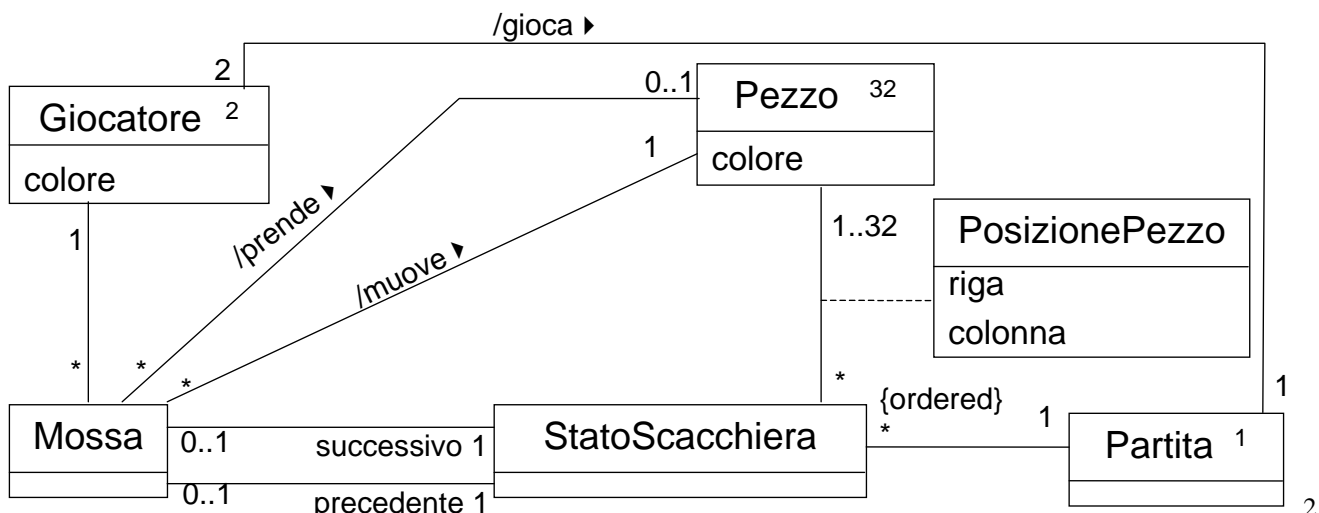 /gioca
2
Giocatore 2
colore
1
*
/prende
0..1
*
/muove
1
*
Pezzo 32
colore
1..32
*
PosizionePezzo
riga
colonna
Mossa
0..1
successivo 1
0..1
precedente 1
StatoScacchiera
{ordered}
*
1
1
Partita 1
2